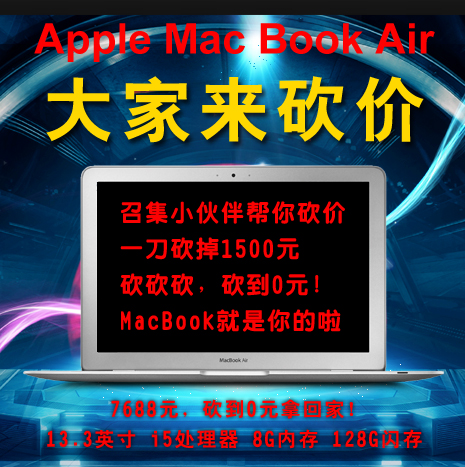 Apple Mac Book Air
大家来砍价
召集小伙伴帮你砍价
一刀砍掉1500元
砍砍砍，砍到0元！
MacBook就是你的啦
MacBook Air
7688元，砍到0元拿回家！
13.3英寸 i5处理器 8G内存 128G闪存